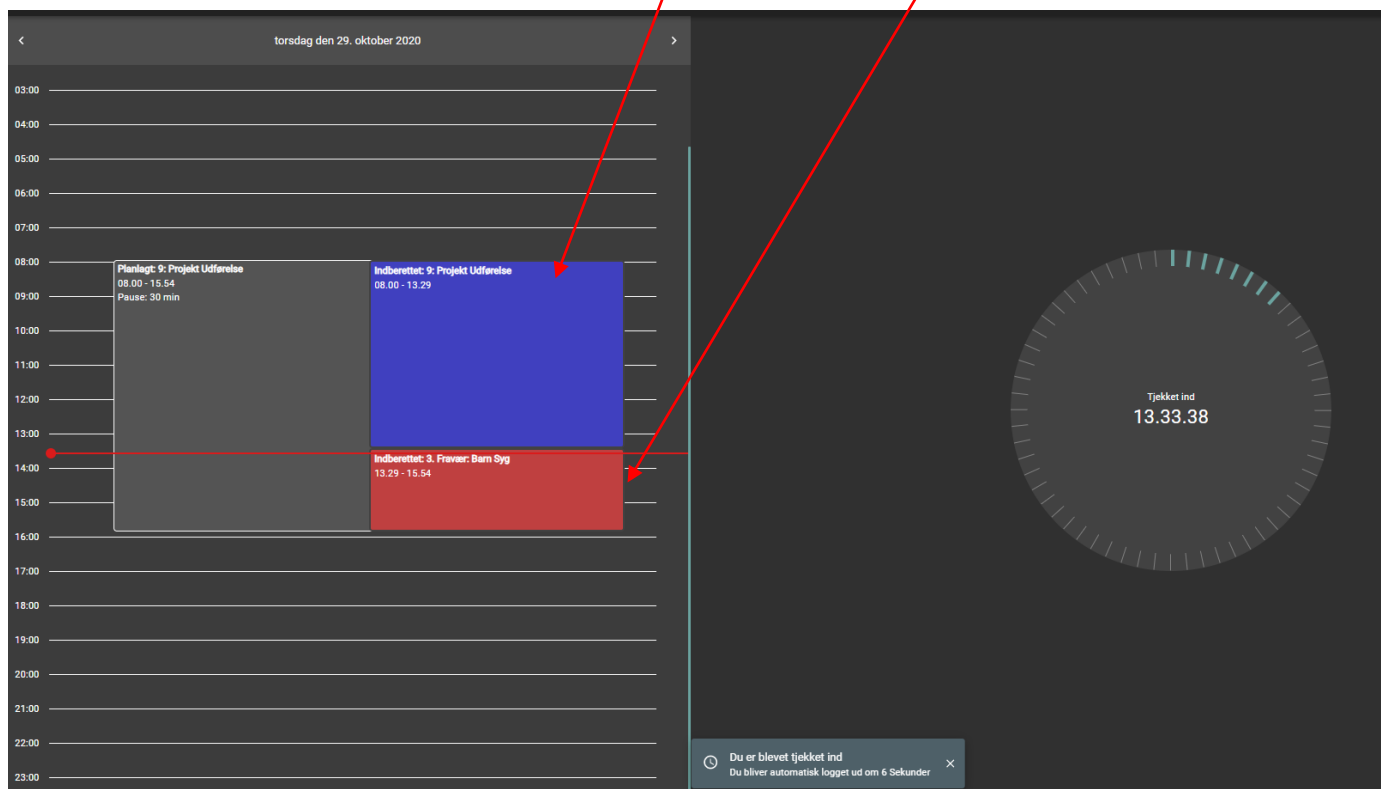 torsdag den 29. oktober 2020
03:00
04:00
05:00
06:00
07:00
08:00
09:00
10:00
11:00
12:00
13:00
14:00
15:00
16:00
17:00
18:00
19:00
20:00
21:00
22:00
23:00
Planlagt: 9: Projekt Udførelse
08.00 - 15.54
Pause: 30 min
Indberettet: 9: Projekt Udførelse
08.00 - 13.29
Indberettet: 3. Fravær: Barn Syg
13.29 - 15.54
Tjekket ind
13.33.38
Du er blevet tjekket ind
Du bliver automatisk logget ud om 6 Sekunder